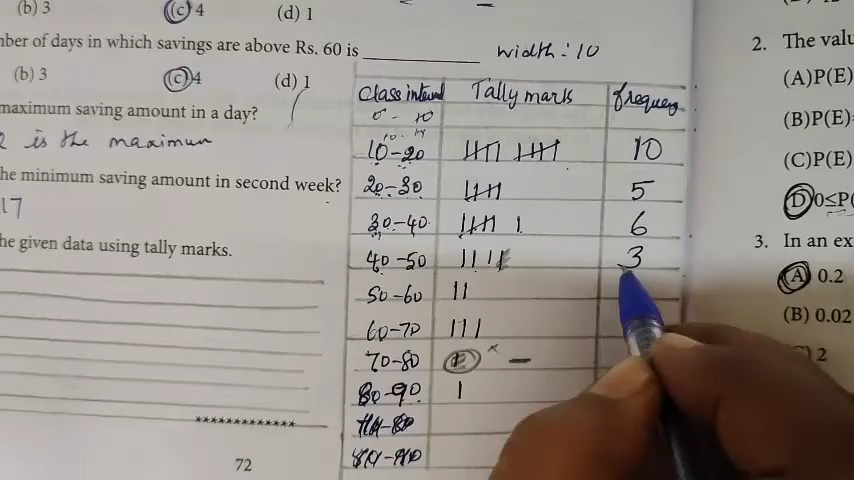 (b) 3 (c) 4 (d) 1
nber of days in which savings are above Rs. 60 is ____________ width : 10
(b) 3 (c) 4 (d) 1
maximum saving amount in a day?
is the maximum
he minimum saving amount in second week?
17
he given data using tally marks.
************
72
Class interval Tally marks frequency
0 - 10
10-20 10
20-30 5
30-40 6
40-50 3
50-60
60-70
70-80 –
80-90
2. The valu
(A) P(E)
(B) P(E)=
(C) P(E)
(D) 0≤P(
3. In an ex
(A) 0.2
(B) 0.02
2